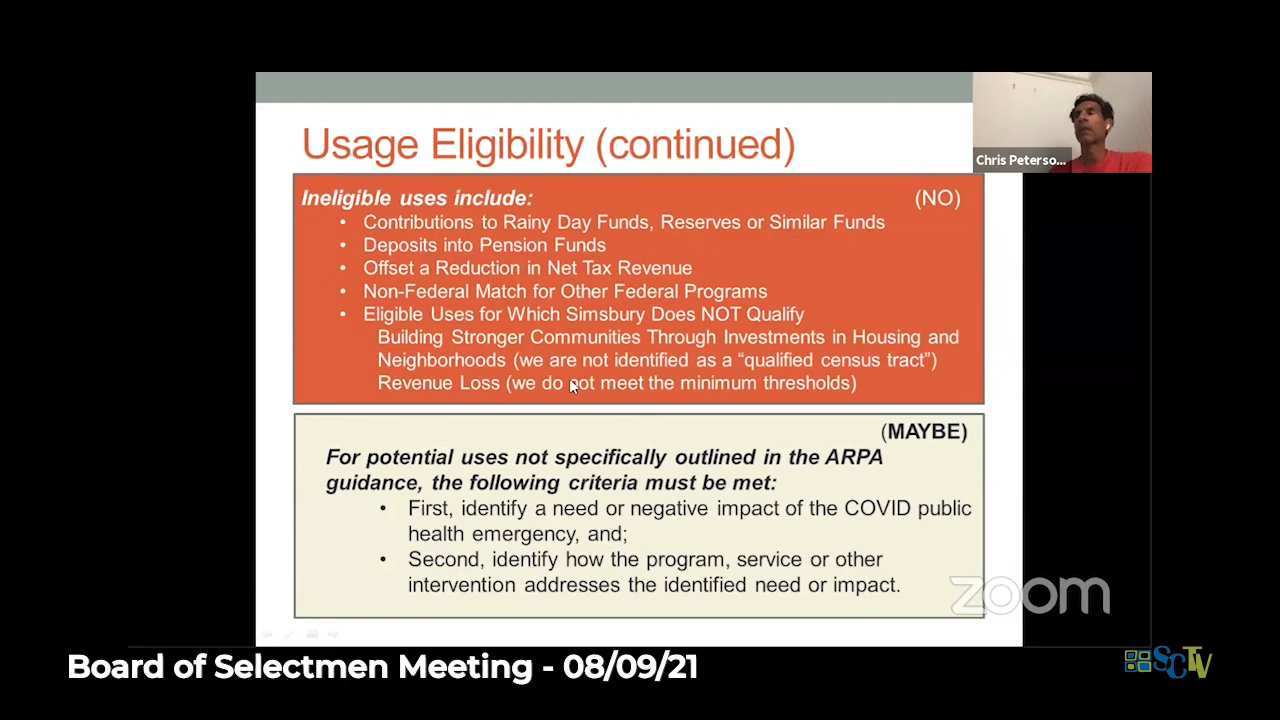 Usage Eligibility (continued)
Chris Peterso...
Ineligible uses include: (NO)
• Contributions to Rainy Day Funds, Reserves or Similar Funds
• Deposits into Pension Funds
• Offset a Reduction in Net Tax Revenue
• Non-Federal Match for Other Federal Programs
• Eligible Uses for Which Simsbury Does NOT Qualify
Building Stronger Communities Through Investments in Housing and
Neighborhoods (we are not identified as a “qualified census tract”)
Revenue Loss (we do not meet the minimum thresholds)
(MAYBE)
For potential uses not specifically outlined in the ARPA
guidance, the following criteria must be met:
• First, identify a need or negative impact of the COVID public
health emergency, and;
• Second, identify how the program, service or other
intervention addresses the identified need or impact.
zoom
Board of Selectmen Meeting - 08/09/21
SCTV